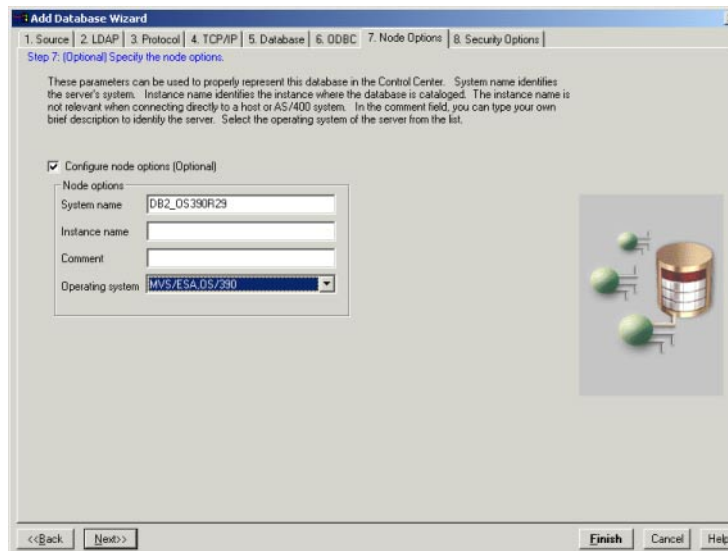 Add Database Wizard
1. Source 2. LDAP 3. Protocol 4. TCP/IP 5. Database 6. ODBC 7. Node Options 8. Security Options
Step 7: (Optional) Specify the node options.
These parameters can be used to properly represent this database in the Control Center. System name identifies
the server's system. Instance name identifies the instance where the database is cataloged. The instance name is
not relevant when connecting directly to a host or AS/400 system. In the comment field, you can type your own
brief description to identify the server. Select the operating system of the server from the list.
Configure node options (Optional)
Node options
System name DB2_OS390R29
Instance name
Comment
Operating system MVS/ESA,OS/390
<<Back Next>> Finish Cancel Help